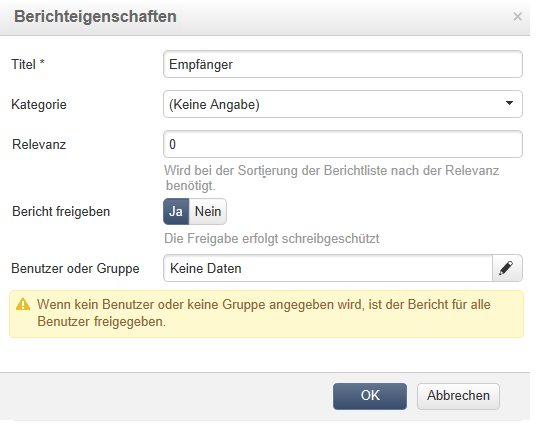 Berichteigenschaften ×
Titel * Empfänger
Kategorie (Keine Angabe)
Relevanz 0
Wird bei der Sortierung der Berichtliste nach der Relevanz
benötigt.
Bericht freigeben Ja Nein
Die Freigabe erfolgt schreibgeschützt
Benutzer oder Gruppe Keine Daten
Wenn kein Benutzer oder keine Gruppe angegeben wird, ist der Bericht für alle
Benutzer freigegeben.
OK Abbrechen